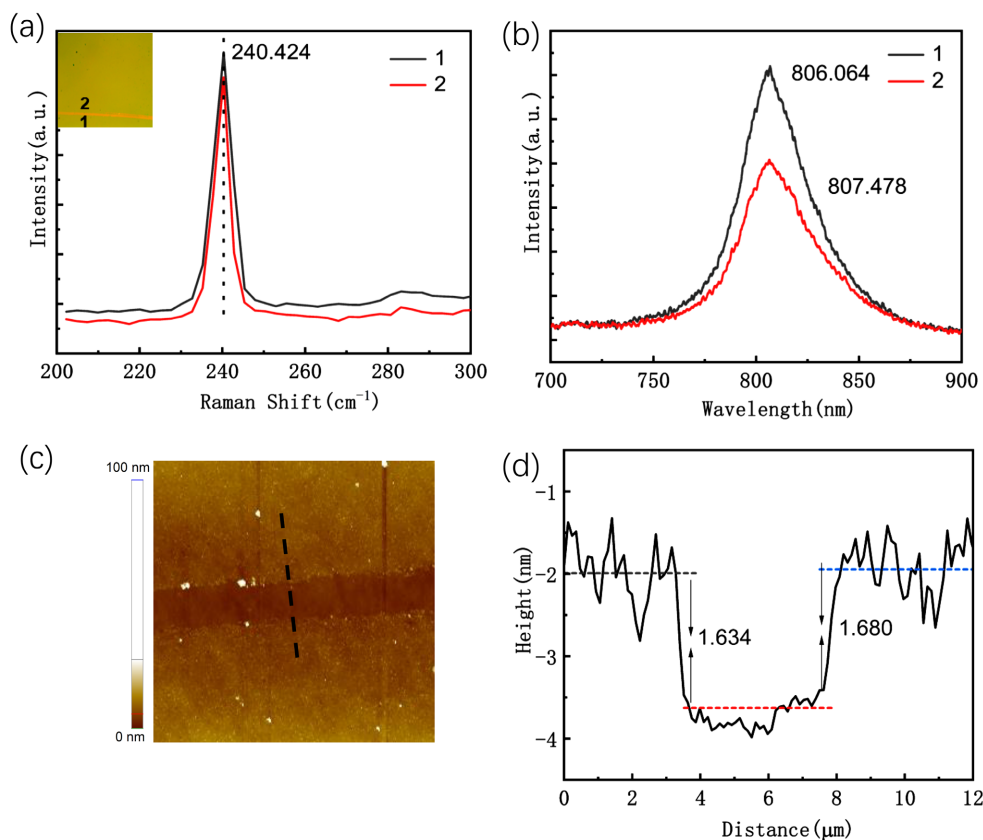 (a)
240.424
1
2
2
1
Intensity(a.u.)
200 220 240 260 280 300
Raman Shift(cm⁻¹)
(b)
806.064
1
2
807.478
Intensity(a.u.)
700 750 800 850 900
Wavelength(nm)
(c)
100 nm
0 nm
(d)
-1
-2
-3
-4
Height(nm)
1.634
1.680
0 2 4 6 8 10 12
Distance(μm)